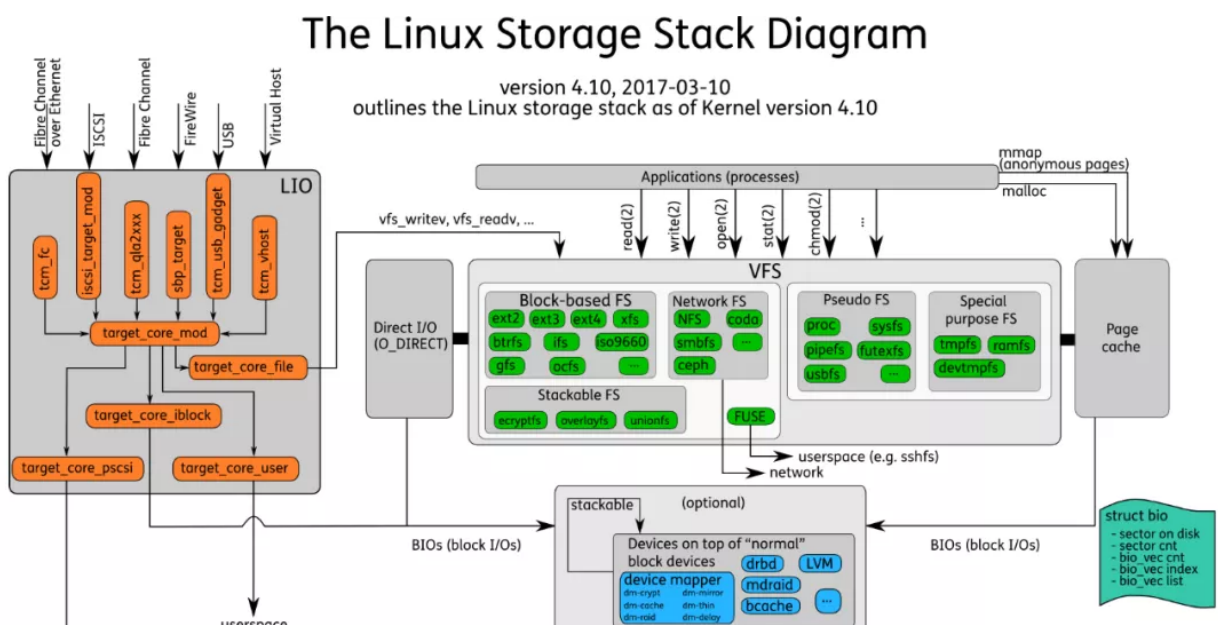 The Linux Storage Stack Diagram
version 4.10, 2017-03-10
outlines the Linux storage stack as of Kernel version 4.10
Fibre Channel
over Ethernet
ISCSI
Fibre Channel
FireWire
USB
Virtual Host
LIO
tcm_fc
iscsi_target_mod
tcm_qla2xxx
sbp_target
tcm_usb_gadget
tcm_vhost
target_core_mod
target_core_file
target_core_iblock
target_core_pscsi
target_core_user
userspace
vfs_writev, vfs_readv, ...
Applications (processes)
mmap
(anonymous pages)
malloc
read(2)
write(2)
open(2)
stat(2)
chmod(2)
...
Direct I/O
(O_DIRECT)
VFS
Block-based FS
ext2 ext3 ext4 xfs
btrfs ifs iso9660
gfs ocfs ...
Network FS
NFS coda
smbfs ...
ceph
Pseudo FS
proc sysfs
pipefs futexfs
usbfs ...
Special
purpose FS
tmpfs ramfs
devtmpfs
Stackable FS
ecryptfs overlayfs unionfs
FUSE
userspace (e.g. sshfs)
network
Page
cache
BIOs (block I/Os)
stackable
(optional)
Devices on top of “normal”
block devices
drbd LVM
device mapper
mdraid
bcache
...
dm-crypt dm-mirror
dm-cache dm-thin
dm-raid dm-delay
BIOs (block I/Os)
struct bio
- sector on disk
- sector cnt
- bio_vec cnt
- bio_vec index
- bio_vec list